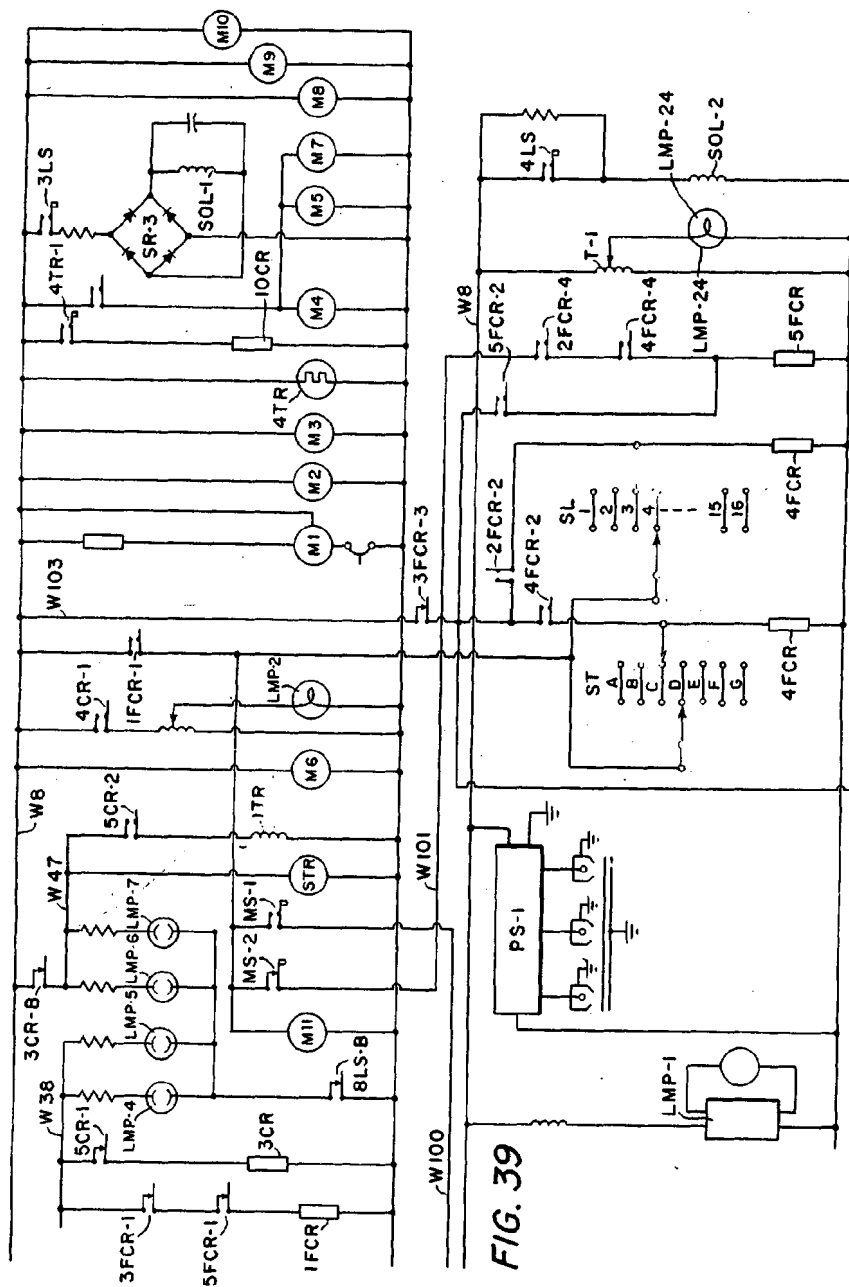 W8
W38
W47
W103
3CR-B
5CR-1
5CR-2
4CR-1
1FCR-1
4TR-1
3LS
LMP-4
LMP-5
LMP-6
LMP-7
3FCR-1
5FCR-1
1FCR
3CR
8LS-B
M11
MS-2
MS-1
STR
1TR
M6
LMP-2
M1
M2
M3
4TR
10CR
M4
SR-3
SOL-1
M5
M7
M8
M9
M10
W100
W101
3FCR-3
W8
5FCR-2
2FCR-4
4FCR-4
4LS
LMP-24
SOL-2
T-1
LMP-24
5FCR
2FCR-2
4FCR-2
ST
A
B
C
D
E
F
G
4FCR
SL
1
2
3
4
15
16
4FCR
PS-1
LMP-1
FIG. 39